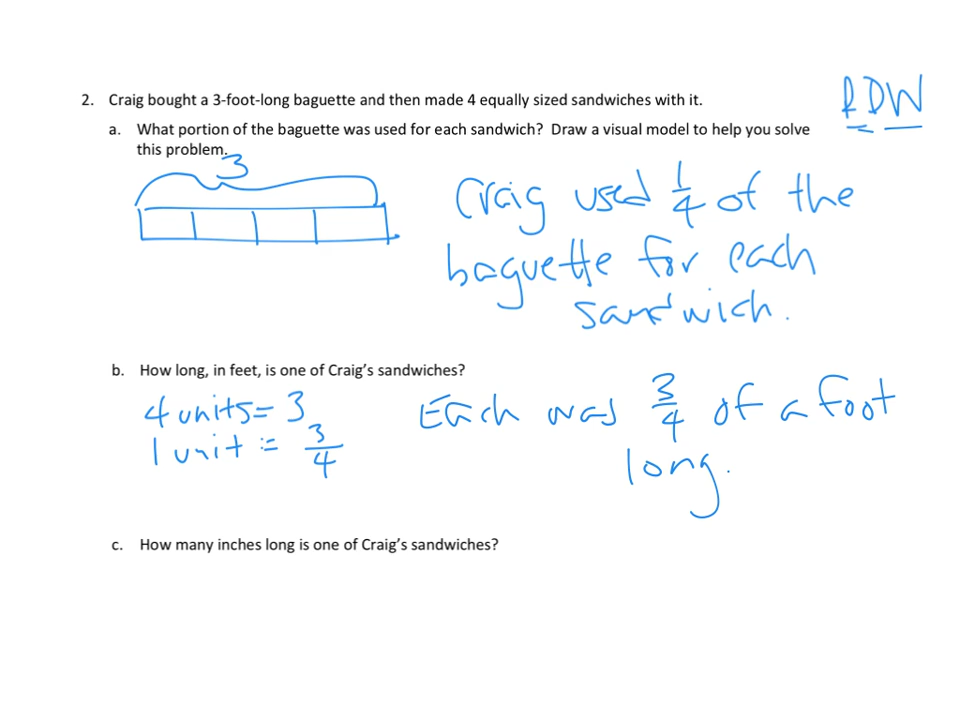 2. Craig bought a 3-foot-long baguette and then made 4 equally sized sandwiches with it.
RDW
a. What portion of the baguette was used for each sandwich? Draw a visual model to help you solve
this problem.
3
Craig used 1/4 of the
baguette for each
sandwich.
b. How long, in feet, is one of Craig's sandwiches?
4 units = 3
1 unit = 3/4
Each was 3/4 of a foot
long.
c. How many inches long is one of Craig's sandwiches?